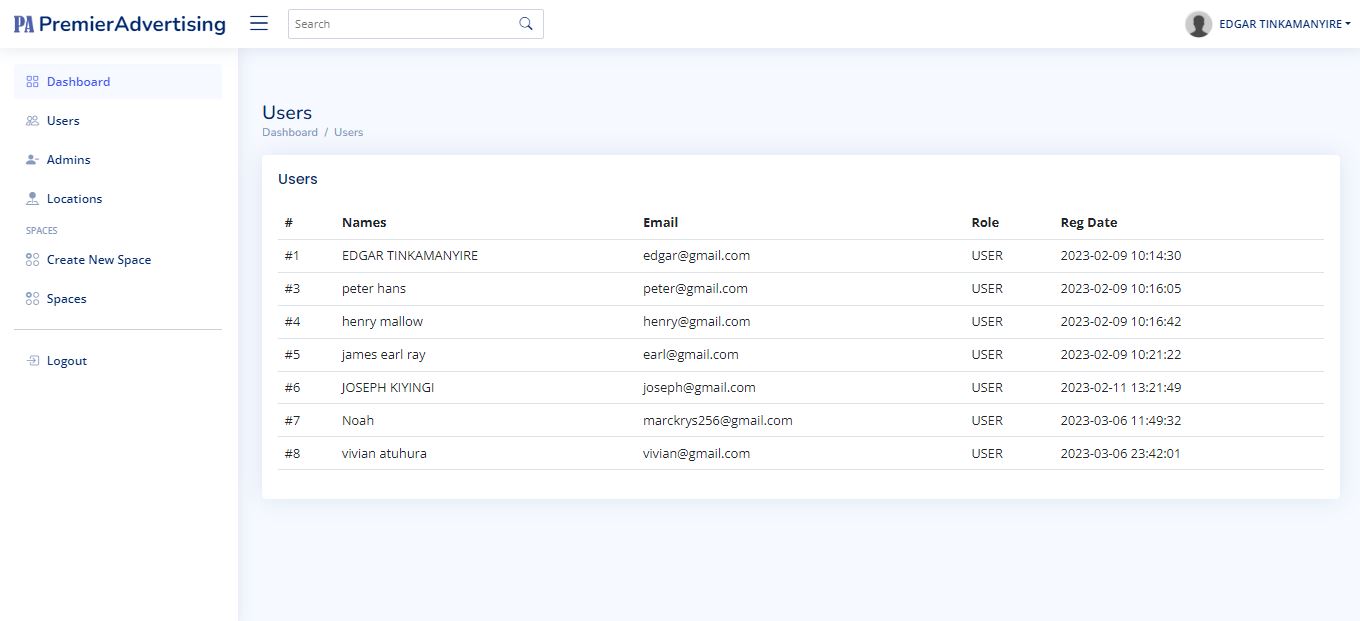 PA PremierAdvertising
Search
EDGAR TINKAMANYIRE
Dashboard
Users
Admins
Locations
SPACES
Create New Space
Spaces
Logout
Users
Dashboard / Users
Users
# Names Email Role Reg Date
#1 EDGAR TINKAMANYIRE edgar@gmail.com USER 2023-02-09 10:14:30
#3 peter hans peter@gmail.com USER 2023-02-09 10:16:05
#4 henry mallow henry@gmail.com USER 2023-02-09 10:16:42
#5 james earl ray earl@gmail.com USER 2023-02-09 10:21:22
#6 JOSEPH KIYINGI joseph@gmail.com USER 2023-02-11 13:21:49
#7 Noah marckrys256@gmail.com USER 2023-03-06 11:49:32
#8 vivian atuhura vivian@gmail.com USER 2023-03-06 23:42:01